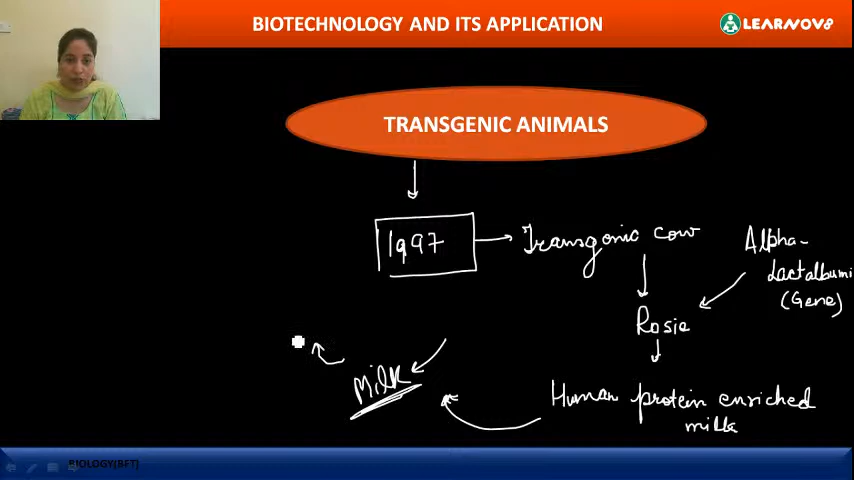 BIOTECHNOLOGY AND ITS APPLICATION
LEARNOV8
TRANSGENIC ANIMALS
1997
Transgenic cow
Alpha-
Lactalbumi
(Gene)
Rosie
Milk
Human protein enriched
milk
BIOLOGY(BFT)